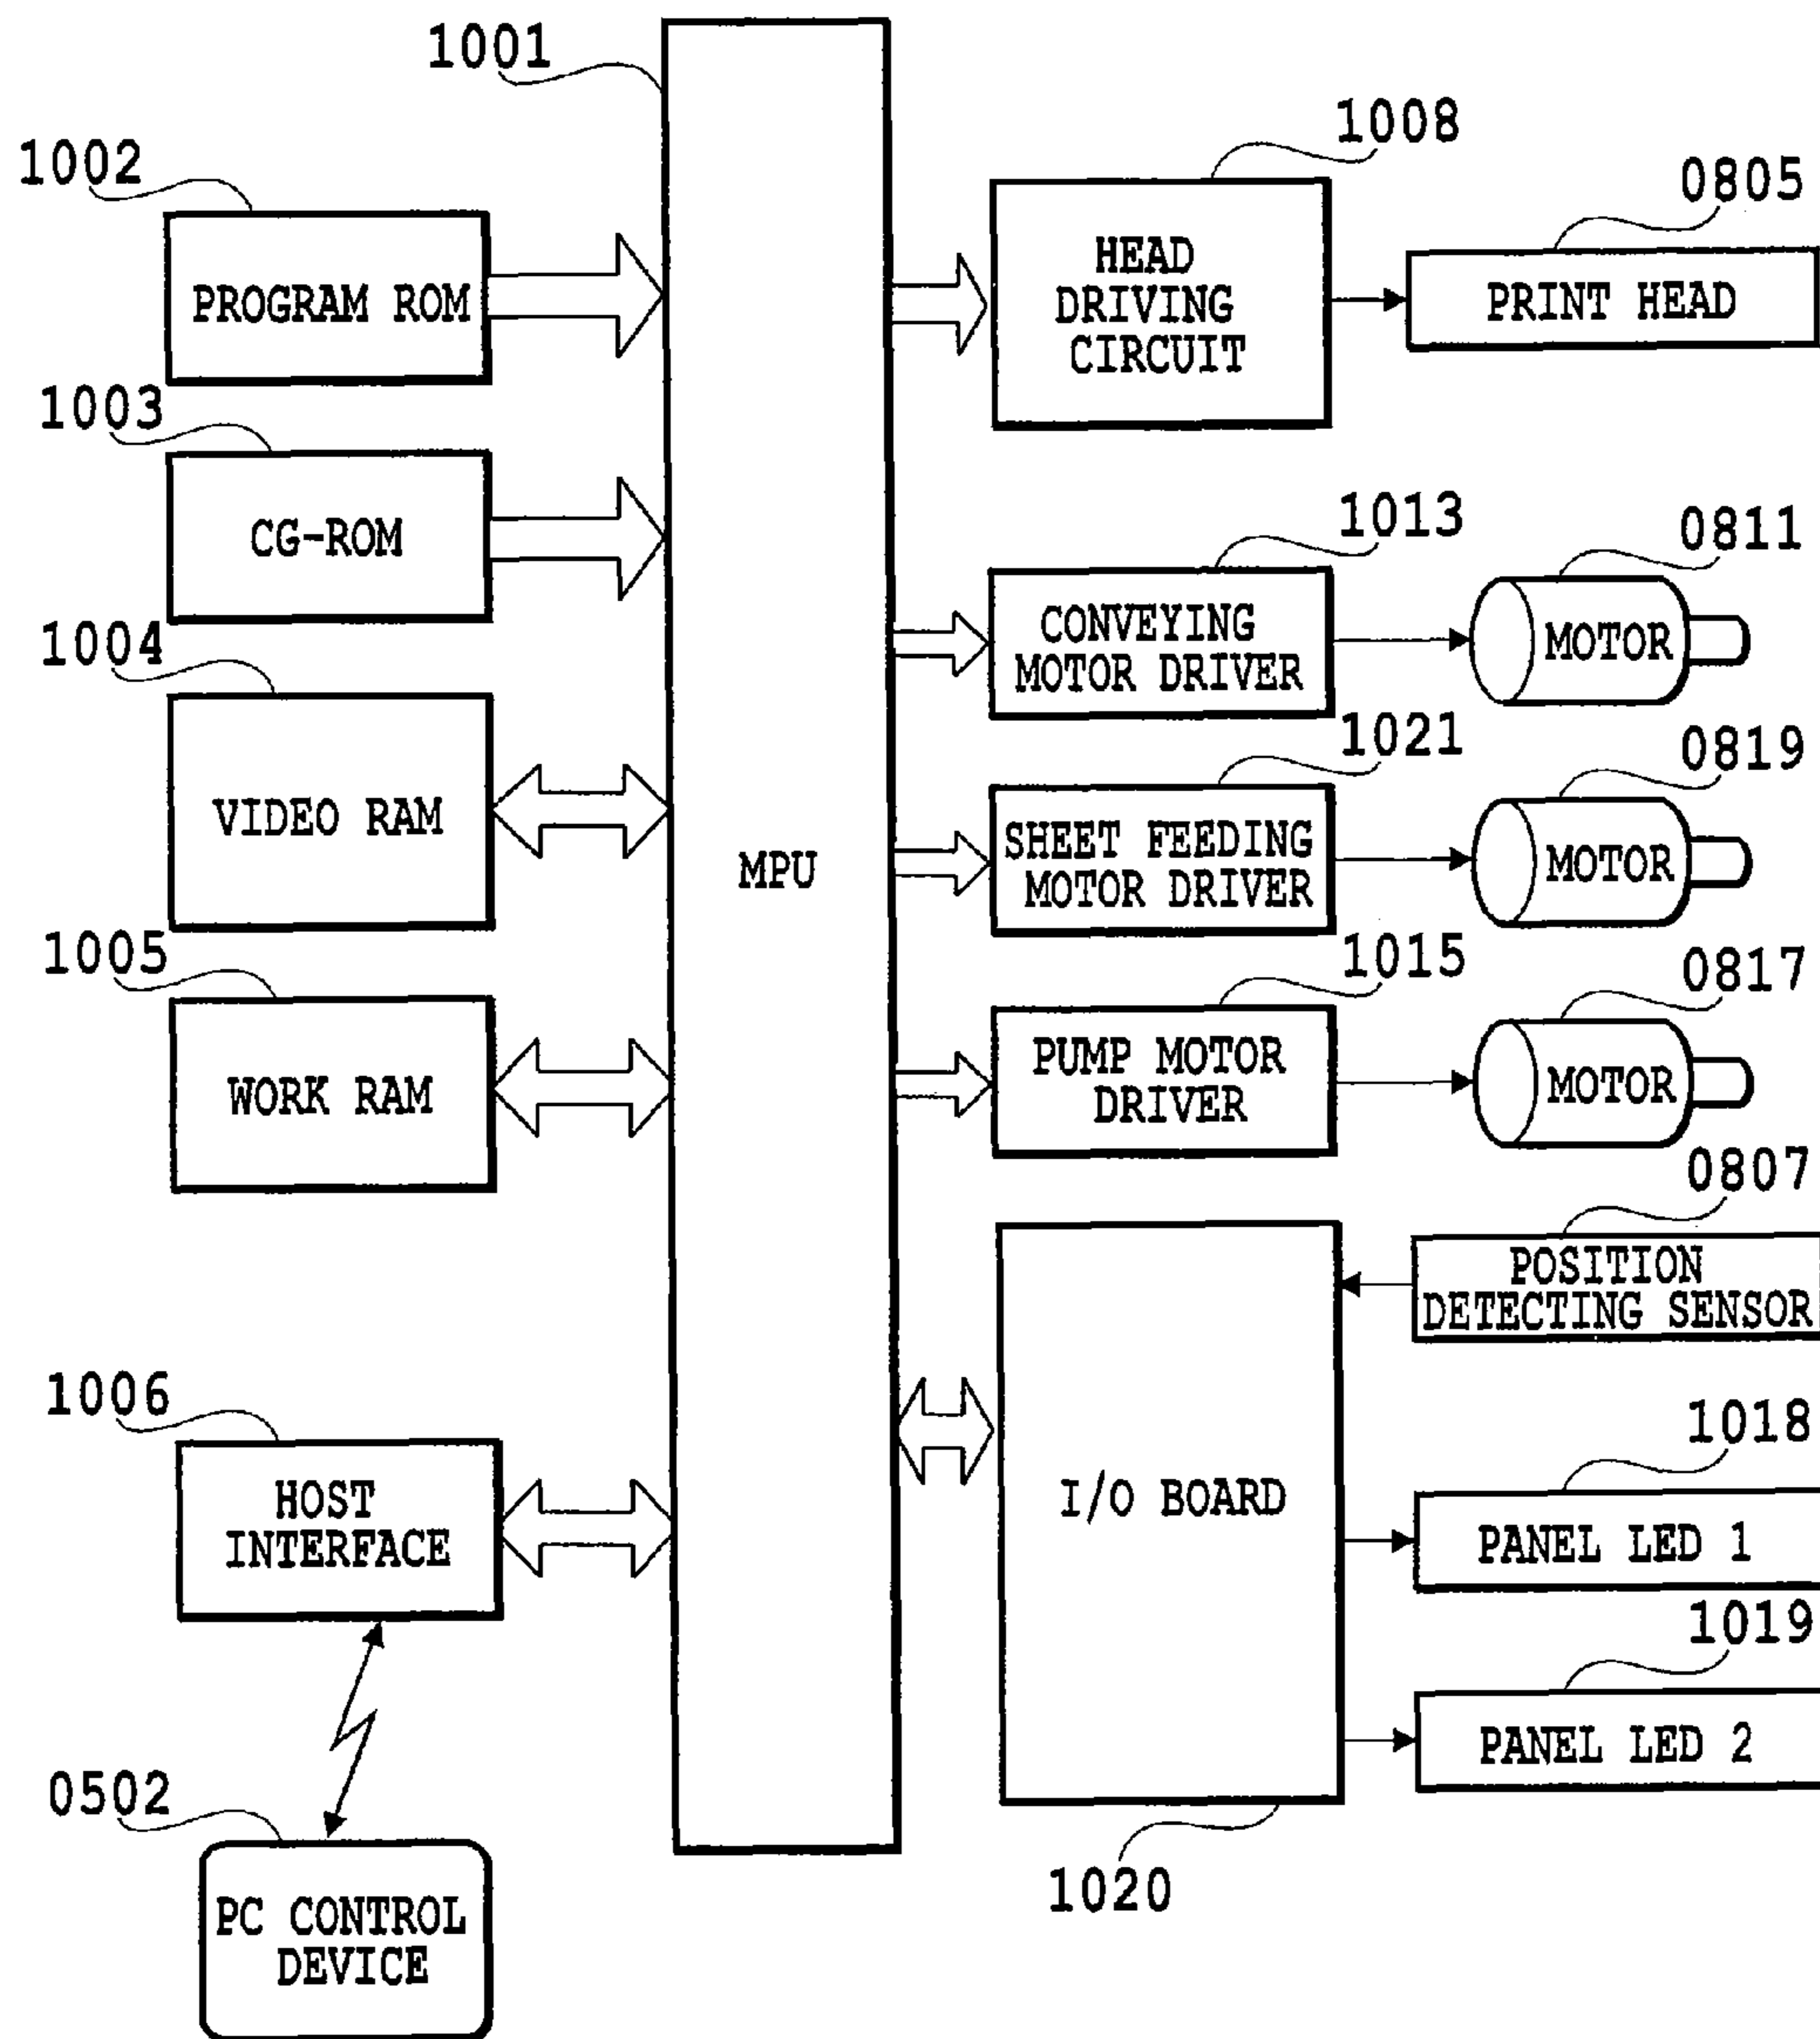 1001
1008
1002
0805
PROGRAM ROM
HEAD
DRIVING
CIRCUIT
PRINT HEAD
1003
CG-ROM
1013
0811
CONVEYING
MOTOR DRIVER
MOTOR
1004
VIDEO RAM
MPU
1021
0819
SHEET FEEDING
MOTOR DRIVER
MOTOR
1005
WORK RAM
1015
0817
PUMP MOTOR
DRIVER
MOTOR
0807
POSITION
DETECTING SENSOR
1006
HOST
INTERFACE
I/O BOARD
1018
PANEL LED 1
1019
PANEL LED 2
0502
PC CONTROL
DEVICE
1020